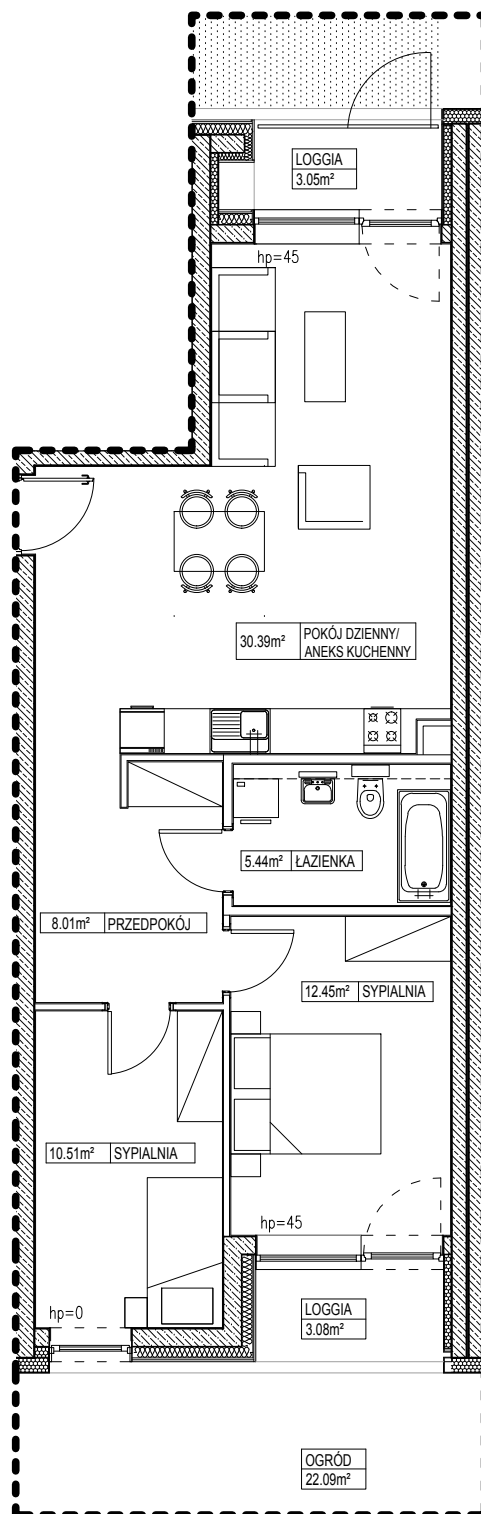 LOGGIA
3.05m²
hp=45
30.39m² POKÓJ DZIENNY/
ANEKS KUCHENNY
5.44m² ŁAZIENKA
8.01m² PRZEDPOKÓJ
12.45m² SYPIALNIA
10.51m² SYPIALNIA
hp=45
hp=0
LOGGIA
3.08m²
OGRÓD
22.09m²